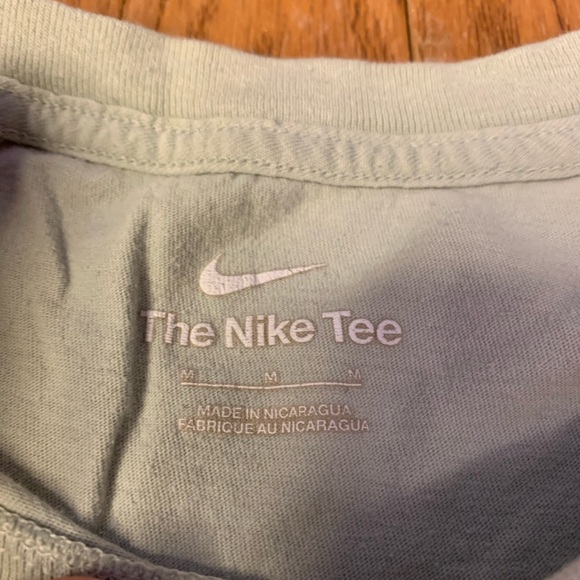 The Nike Tee
M M M
MADE IN NICARAGUA
FABRIQUE AU NICARAGUA